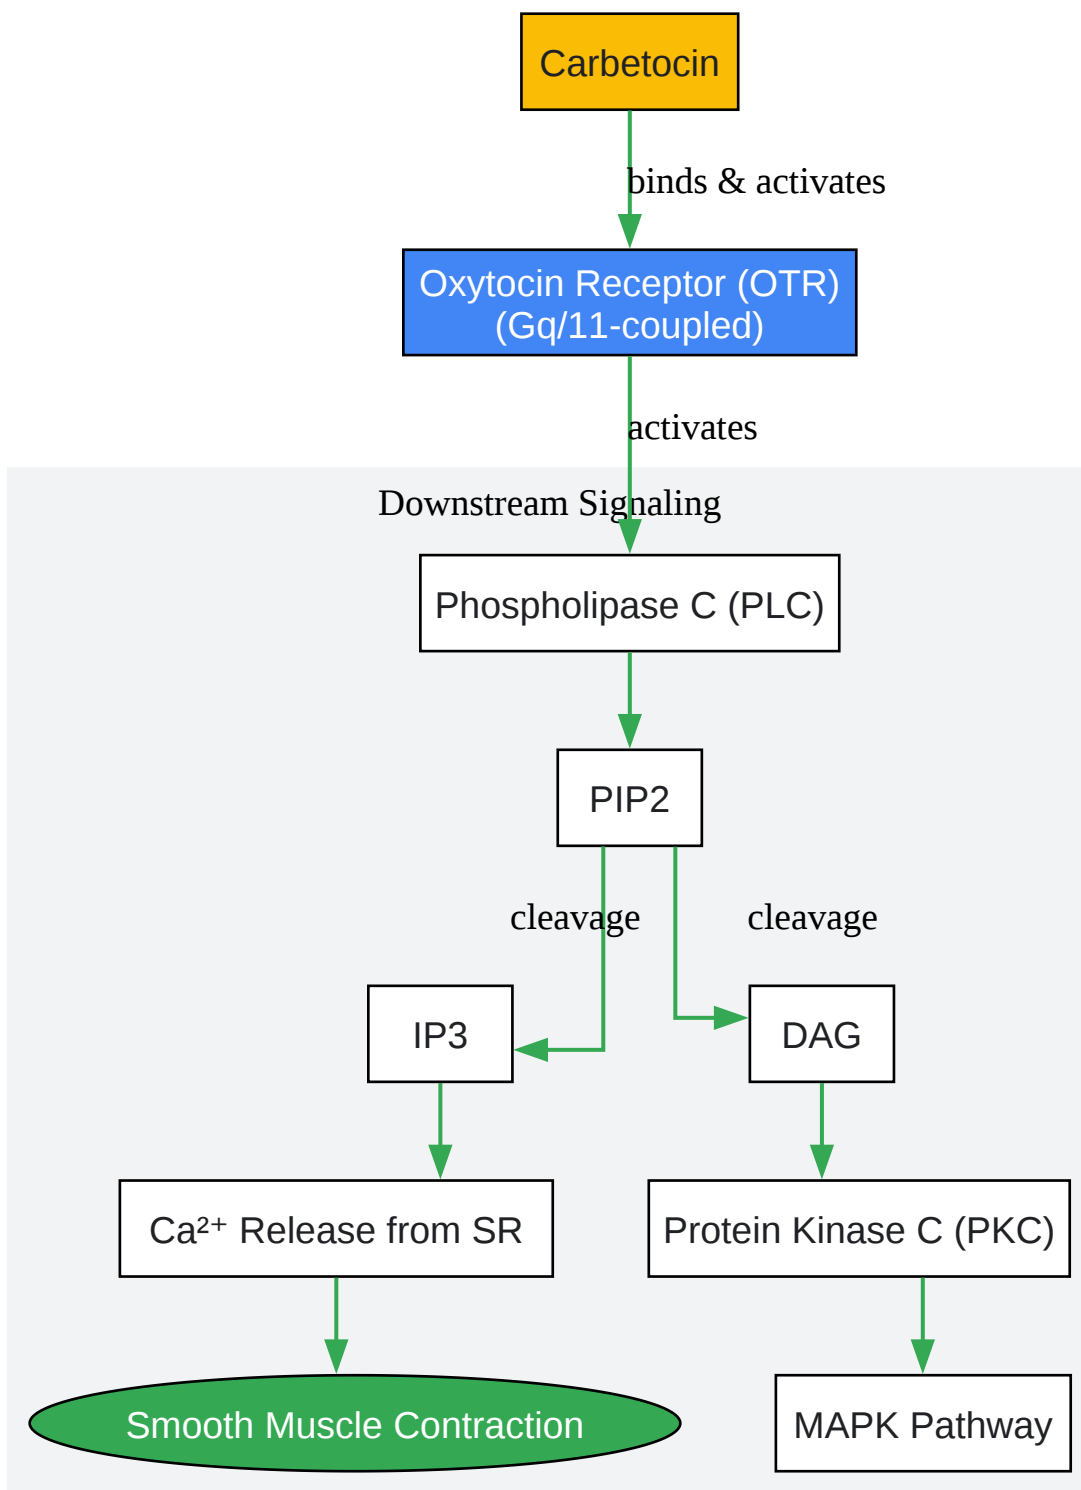 Carbetocin
binds & activates
Oxytocin Receptor (OTR)
(Gq/11-coupled)
activates
Downstream Signaling
Phospholipase C (PLC)
PIP2
cleavage
cleavage
IP3
DAG
Ca²⁺ Release from SR
Protein Kinase C (PKC)
Smooth Muscle Contraction
MAPK Pathway